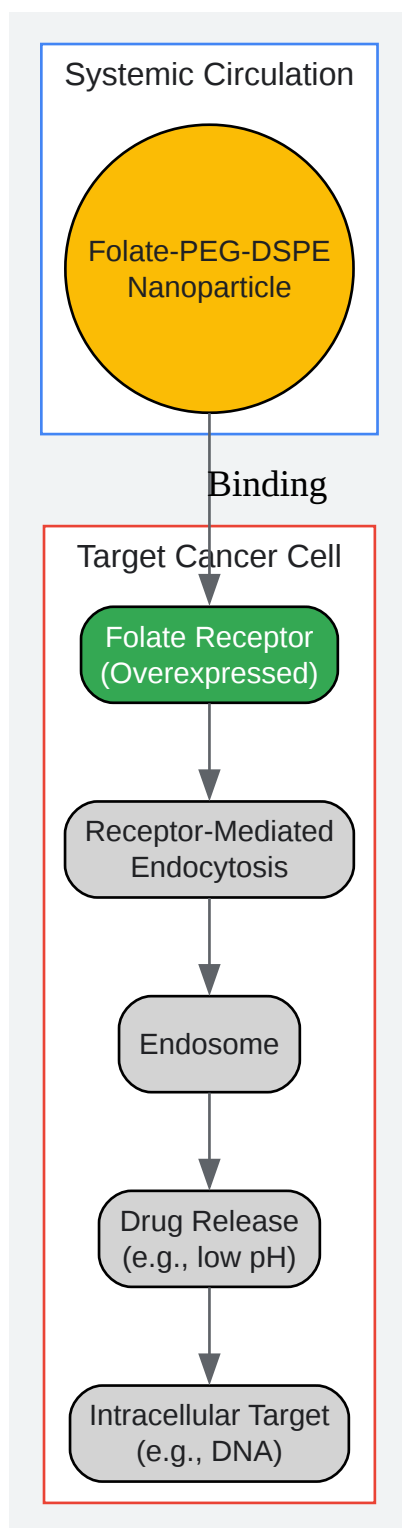 Systemic Circulation
Folate-PEG-DSPE
Nanoparticle
Binding
Target Cancer Cell
Folate Receptor
(Overexpressed)
Receptor-Mediated
Endocytosis
Endosome
Drug Release
(e.g., low pH)
Intracellular Target
(e.g., DNA)